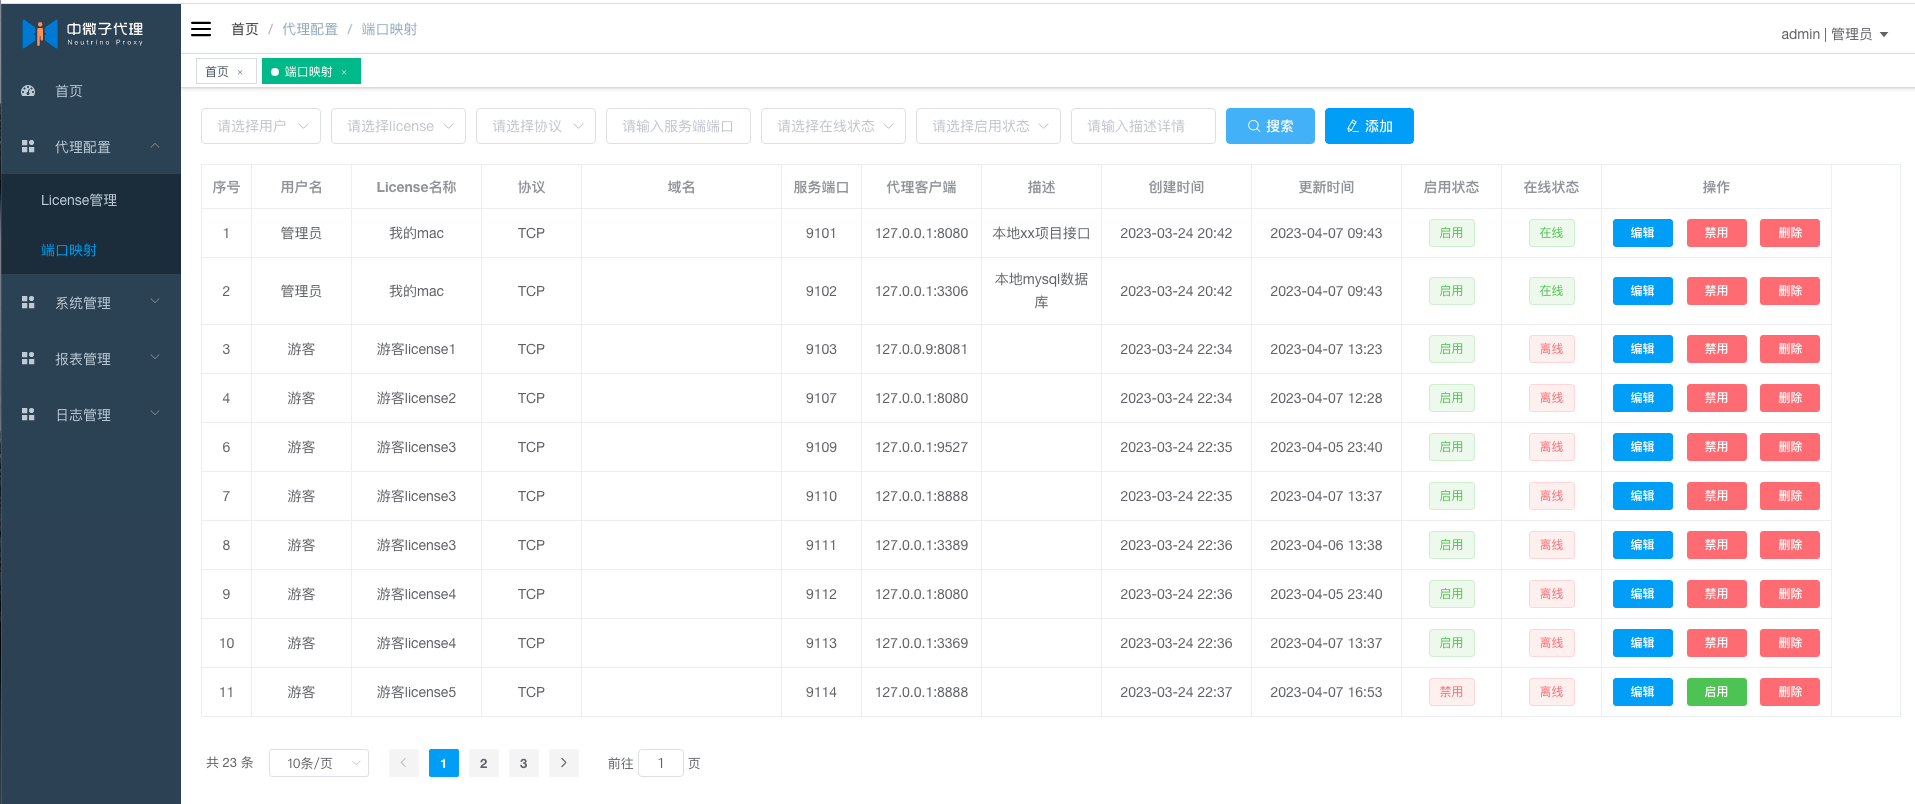 中微子代理
Neutrino Proxy
首页 / 代理配置 / 端口映射
admin | 管理员
首页 ×
端口映射 ×
首页
代理配置
License管理
端口映射
系统管理
报表管理
日志管理
请选择用户 请选择license 请选择协议 请输入服务端端口 请选择在线状态 请选择启用状态 请输入描述详情 搜索 添加
序号 用户名 License名称 协议 域名 服务端口 代理客户端 描述 创建时间 更新时间 启用状态 在线状态 操作
1 管理员 我的mac TCP 9101 127.0.0.1:8080 本地xx项目接口 2023-03-24 20:42 2023-04-07 09:43 启用 在线 编辑 禁用 删除
2 管理员 我的mac TCP 9102 127.0.0.1:3306 本地mysql数据库 2023-03-24 20:42 2023-04-07 09:43 启用 在线 编辑 禁用 删除
3 游客 游客license1 TCP 9103 127.0.0.9:8081 2023-03-24 22:34 2023-04-07 13:23 启用 离线 编辑 禁用 删除
4 游客 游客license2 TCP 9107 127.0.0.1:8080 2023-03-24 22:34 2023-04-07 12:28 启用 离线 编辑 禁用 删除
6 游客 游客license3 TCP 9109 127.0.0.1:9527 2023-03-24 22:35 2023-04-05 23:40 启用 离线 编辑 禁用 删除
7 游客 游客license3 TCP 9110 127.0.0.1:8888 2023-03-24 22:35 2023-04-07 13:37 启用 离线 编辑 禁用 删除
8 游客 游客license3 TCP 9111 127.0.0.1:3389 2023-03-24 22:36 2023-04-06 13:38 启用 离线 编辑 禁用 删除
9 游客 游客license4 TCP 9112 127.0.0.1:8080 2023-03-24 22:36 2023-04-05 23:40 启用 离线 编辑 禁用 删除
10 游客 游客license4 TCP 9113 127.0.0.1:3369 2023-03-24 22:36 2023-04-07 13:37 启用 离线 编辑 禁用 删除
11 游客 游客license5 TCP 9114 127.0.0.1:8888 2023-03-24 22:37 2023-04-07 16:53 禁用 离线 编辑 启用 删除
共 23 条 10条/页 1 2 3 前往 1 页